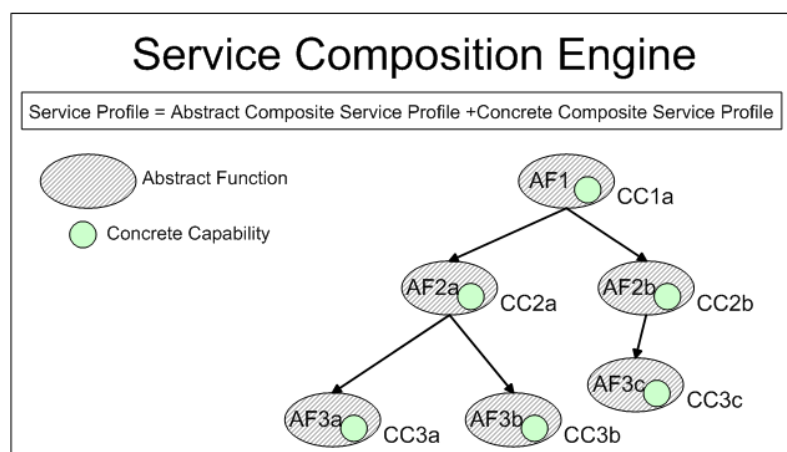 Service Composition Engine
Service Profile = Abstract Composite Service Profile +Concrete Composite Service Profile
Abstract Function
Concrete Capability
AF1
CC1a
AF2a
CC2a
AF2b
CC2b
AF3c
CC3c
AF3a
CC3a
AF3b
CC3b